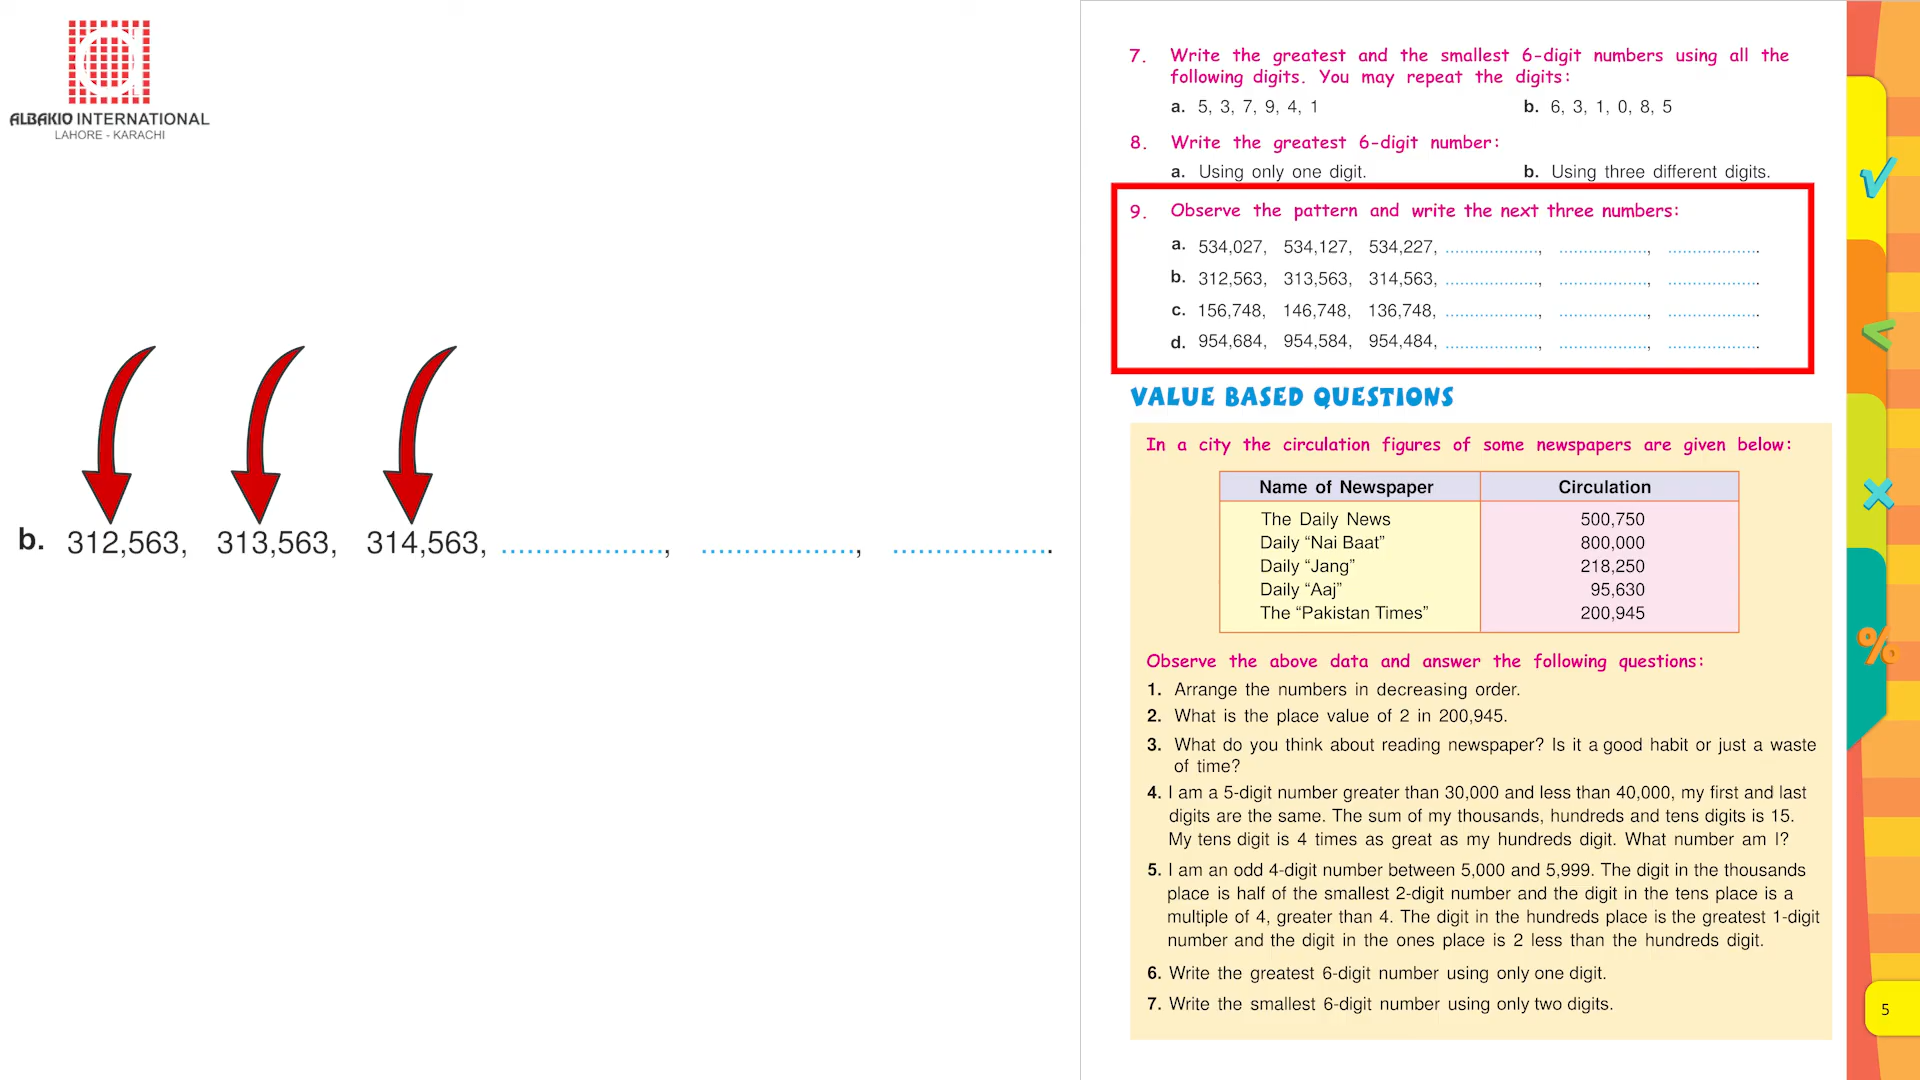 ALBAKIO INTERNATIONAL
LAHORE - KARACHI
b. 312,563, 313,563, 314,563, ...................., ..................., ...................
7. Write the greatest and the smallest 6-digit numbers using all the
following digits. You may repeat the digits:
a. 5, 3, 7, 9, 4, 1 b. 6, 3, 1, 0, 8, 5
8. Write the greatest 6-digit number:
a. Using only one digit. b. Using three different digits.
9. Observe the pattern and write the next three numbers:
a. 534,027, 534,127, 534,227, ..................., .................., ...................
b. 312,563, 313,563, 314,563, ..................., .................., ...................
c. 156,748, 146,748, 136,748, ..................., .................., ...................
d. 954,684, 954,584, 954,484, ..................., .................., ...................
VALUE BASED QUESTIONS
In a city the circulation figures of some newspapers are given below:
Name of Newspaper Circulation
The Daily News 500,750
Daily “Nai Baat” 800,000
Daily “Jang” 218,250
Daily “Aaj” 95,630
The “Pakistan Times” 200,945
Observe the above data and answer the following questions:
1. Arrange the numbers in decreasing order.
2. What is the place value of 2 in 200,945.
3. What do you think about reading newspaper? Is it a good habit or just a waste
of time?
4. I am a 5-digit number greater than 30,000 and less than 40,000, my first and last
digits are the same. The sum of my thousands, hundreds and tens digits is 15.
My tens digit is 4 times as great as my hundreds digit. What number am I?
5. I am an odd 4-digit number between 5,000 and 5,999. The digit in the thousands
place is half of the smallest 2-digit number and the digit in the tens place is a
multiple of 4, greater than 4. The digit in the hundreds place is the greatest 1-digit
number and the digit in the ones place is 2 less than the hundreds digit.
6. Write the greatest 6-digit number using only one digit.
7. Write the smallest 6-digit number using only two digits.
√
<
×
%
5